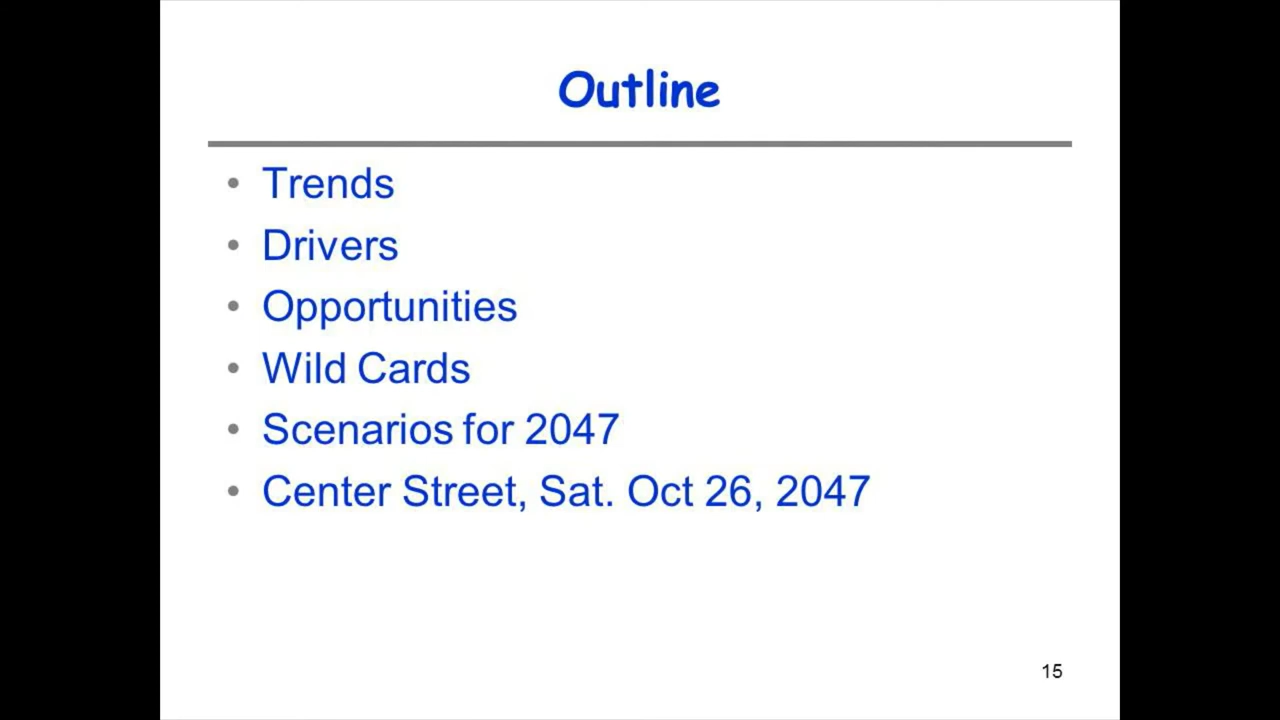 Outline
• Trends
• Drivers
• Opportunities
• Wild Cards
• Scenarios for 2047
• Center Street, Sat. Oct 26, 2047
15